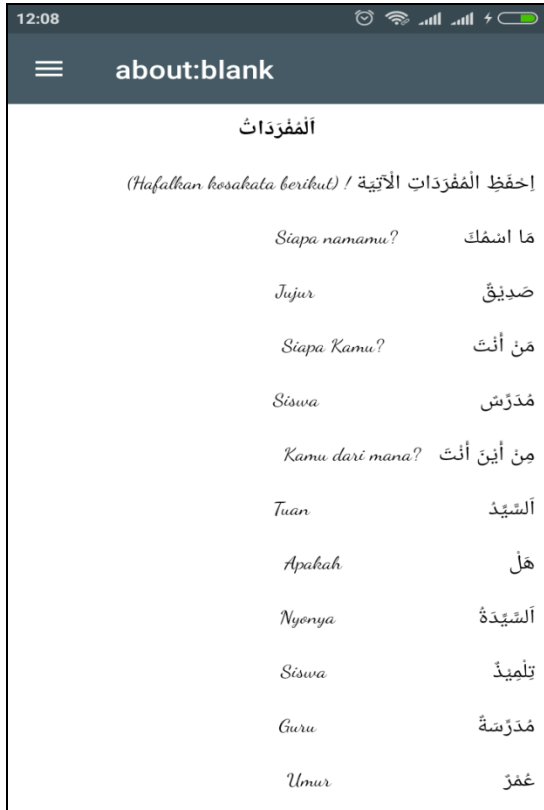 12:08
about:blank
اَلْمُفْرَدَاتُ
اِحْفَظِ الْمُفْرَدَاتِ الْآتِيَة ! (Hafalkan kosakata berikut)
مَا اسْمُكَ Siapa namamu?
صَدِيْقٌ Jujur
مَنْ أَنْتَ Siapa Kamu?
مُدَرِّسٌ Siswa
مِنْ أَيْنَ أَنْتَ Kamu dari mana?
اَلسَّيِّدُ Tuan
هَلْ Apakah
اَلسَّيِّدَةُ Nyonya
تِلْمِيْذٌ Siswa
مُدَرِّسَةٌ Guru
عُمْرٌ Umur